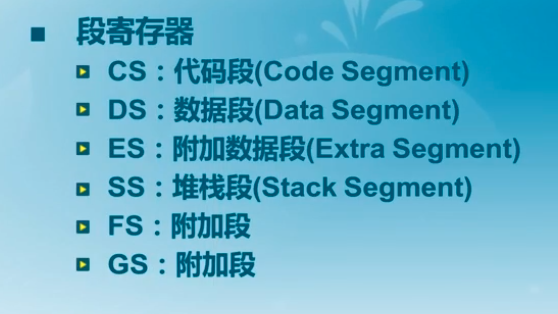 段寄存器
CS：代码段(Code Segment)
DS：数据段(Data Segment)
ES：附加数据段(Extra Segment)
SS：堆栈段(Stack Segment)
FS：附加段
GS：附加段